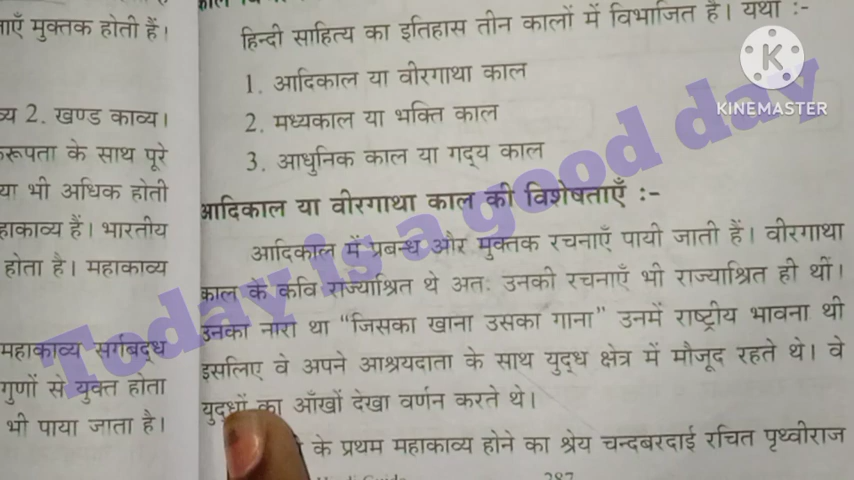 मुक्तक होती हैं।
2. खण्ड काव्य।
के साथ पूरे
भी अधिक होती
हैं। भारतीय
होता है। महाकाव्य
महाकाव्य सर्गबद्ध
गुणों से युक्त होता
भी पाया जाता है।
हिन्दी साहित्य का इतिहास तीन कालों में विभाजित है। यथा :-
1. आदिकाल या वीरगाथा काल
2. मध्यकाल या भक्ति काल
3. आधुनिक काल या गद्य काल
आदिकाल या वीरगाथा काल की विशेषताएँ :-
आदिकाल में प्रबन्ध और मुक्तक रचनाएँ पायी जाती हैं। वीरगाथा
काल के कवि राज्याश्रित थे अतः उनकी रचनाएँ भी राज्याश्रित ही थीं।
उनका नारा था "जिसका खाना उसका गाना" उनमें राष्ट्रीय भावना थी
इसलिए वे अपने आश्रयदाता के साथ युद्ध क्षेत्र में मौजूद रहते थे। वे
युद्धों का आँखों देखा वर्णन करते थे।
के प्रथम महाकाव्य होने का श्रेय चन्दबरदाई रचित पृथ्वीराज
Today is a good day
K
KINEMASTER